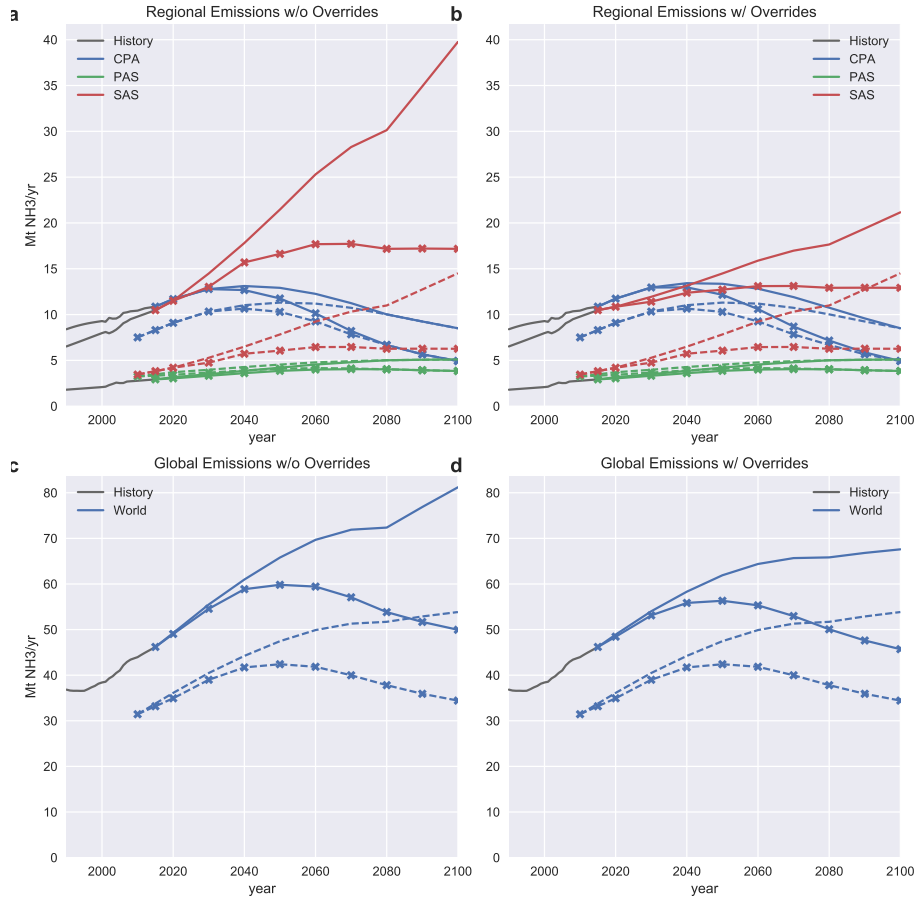 a
Regional Emissions w/o Overrides
b
Regional Emissions w/ Overrides
Mt NH3/yr
40
35
30
25
20
15
10
5
0
History
CPA
PAS
SAS
2000 2020 2040 2060 2080 2100
year
40
35
30
25
20
15
10
5
0
History
CPA
PAS
SAS
2000 2020 2040 2060 2080 2100
year
c
Global Emissions w/o Overrides
d
Global Emissions w/ Overrides
Mt NH3/yr
80
70
60
50
40
30
20
10
0
History
World
2000 2020 2040 2060 2080 2100
year
80
70
60
50
40
30
20
10
0
History
World
2000 2020 2040 2060 2080 2100
year